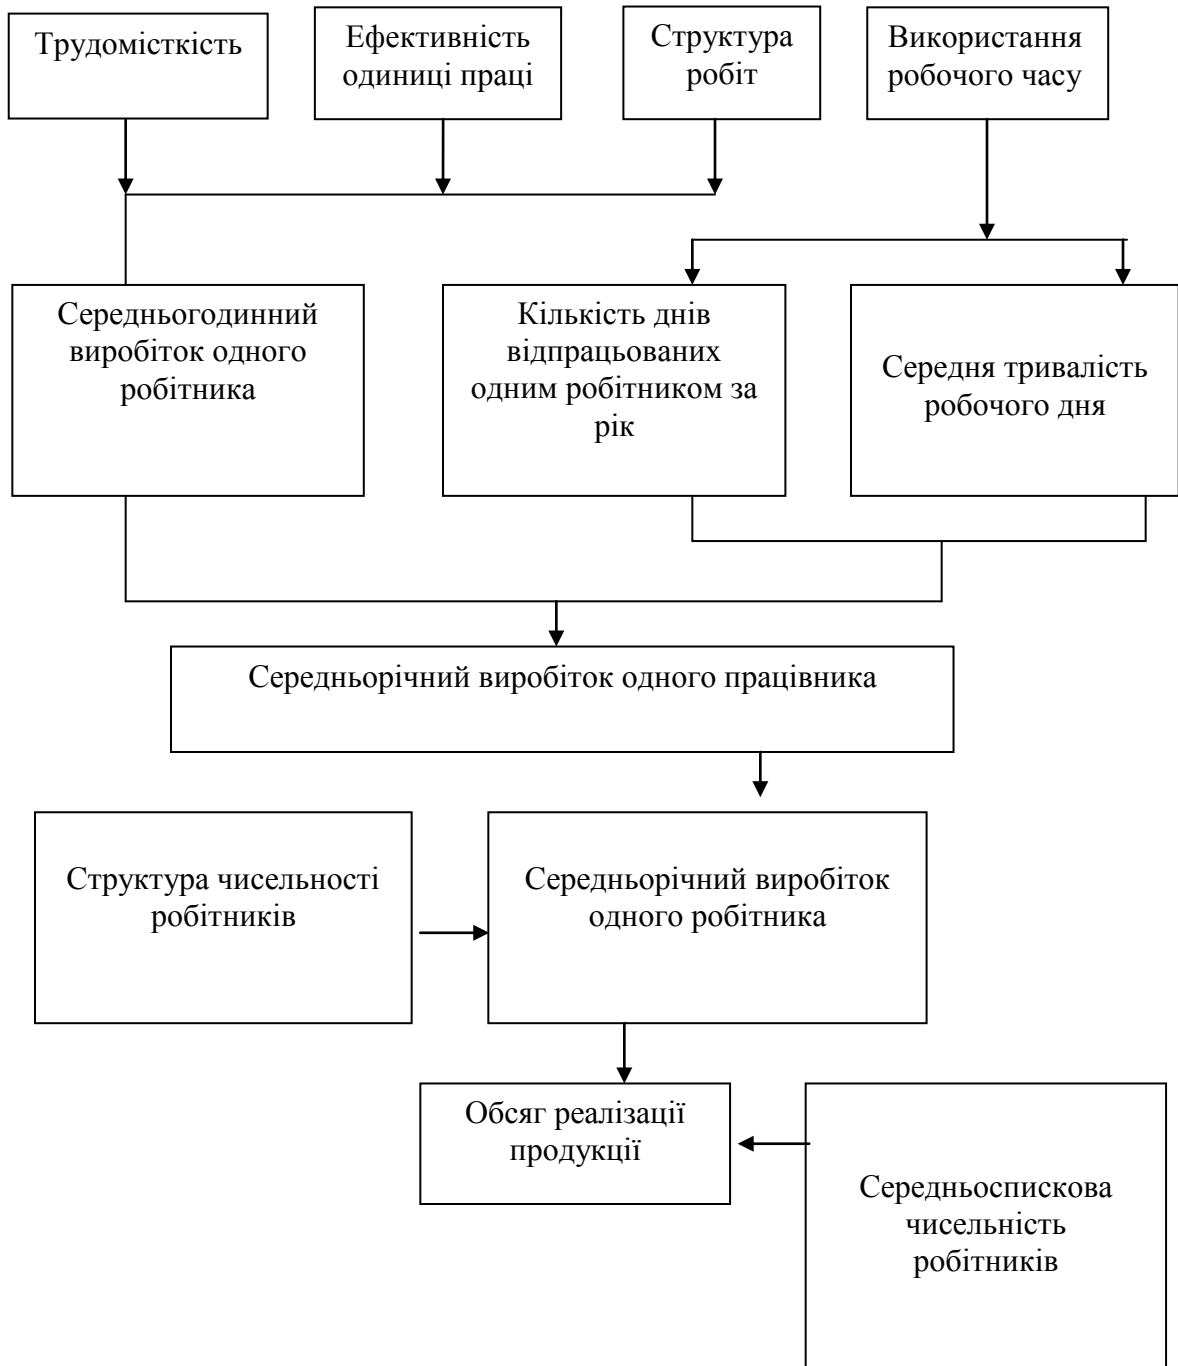 Трудомісткість
Ефективність
одиниці праці
Структура
робіт
Використання
робочого часу
Середньогодинний
виробіток одного
робітника
Кількість днів
відпрацьованих
одним робітником за
рік
Середня тривалість
робочого дня
Середньорічний виробіток одного працівника
Структура чисельності
робітників
Середньорічний виробіток
одного робітника
Обсяг реалізації
продукції
Середньоспискова
чисельність
робітників